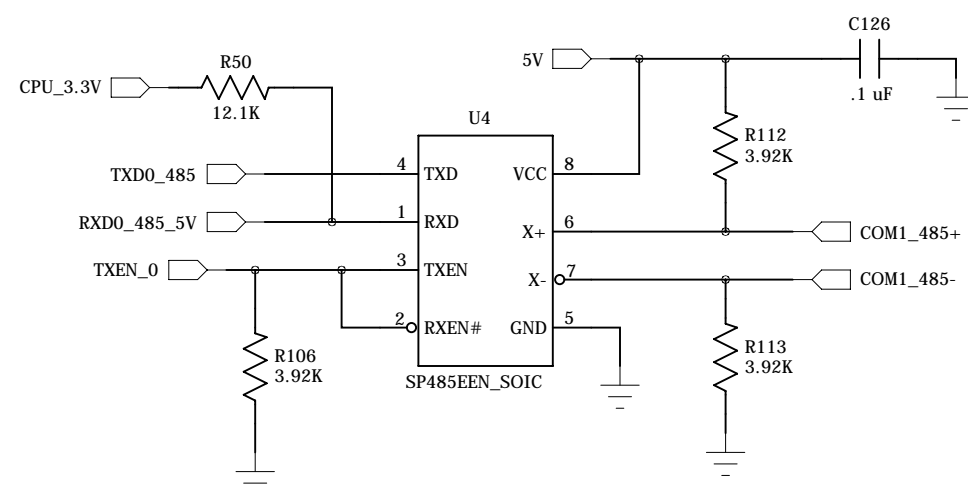 C126
5V
R50
CPU_3.3V
12.1K
.1 uF
U4
R112
3.92K
TXD0_485
4
TXD
VCC
8
RXD0_485_5V
1
RXD
X+
6
COM1_485+
TXEN_0
3
TXEN
X-
7
COM1_485-
2
RXEN#
GND
5
R106
3.92K
R113
3.92K
SP485EEN_SOIC